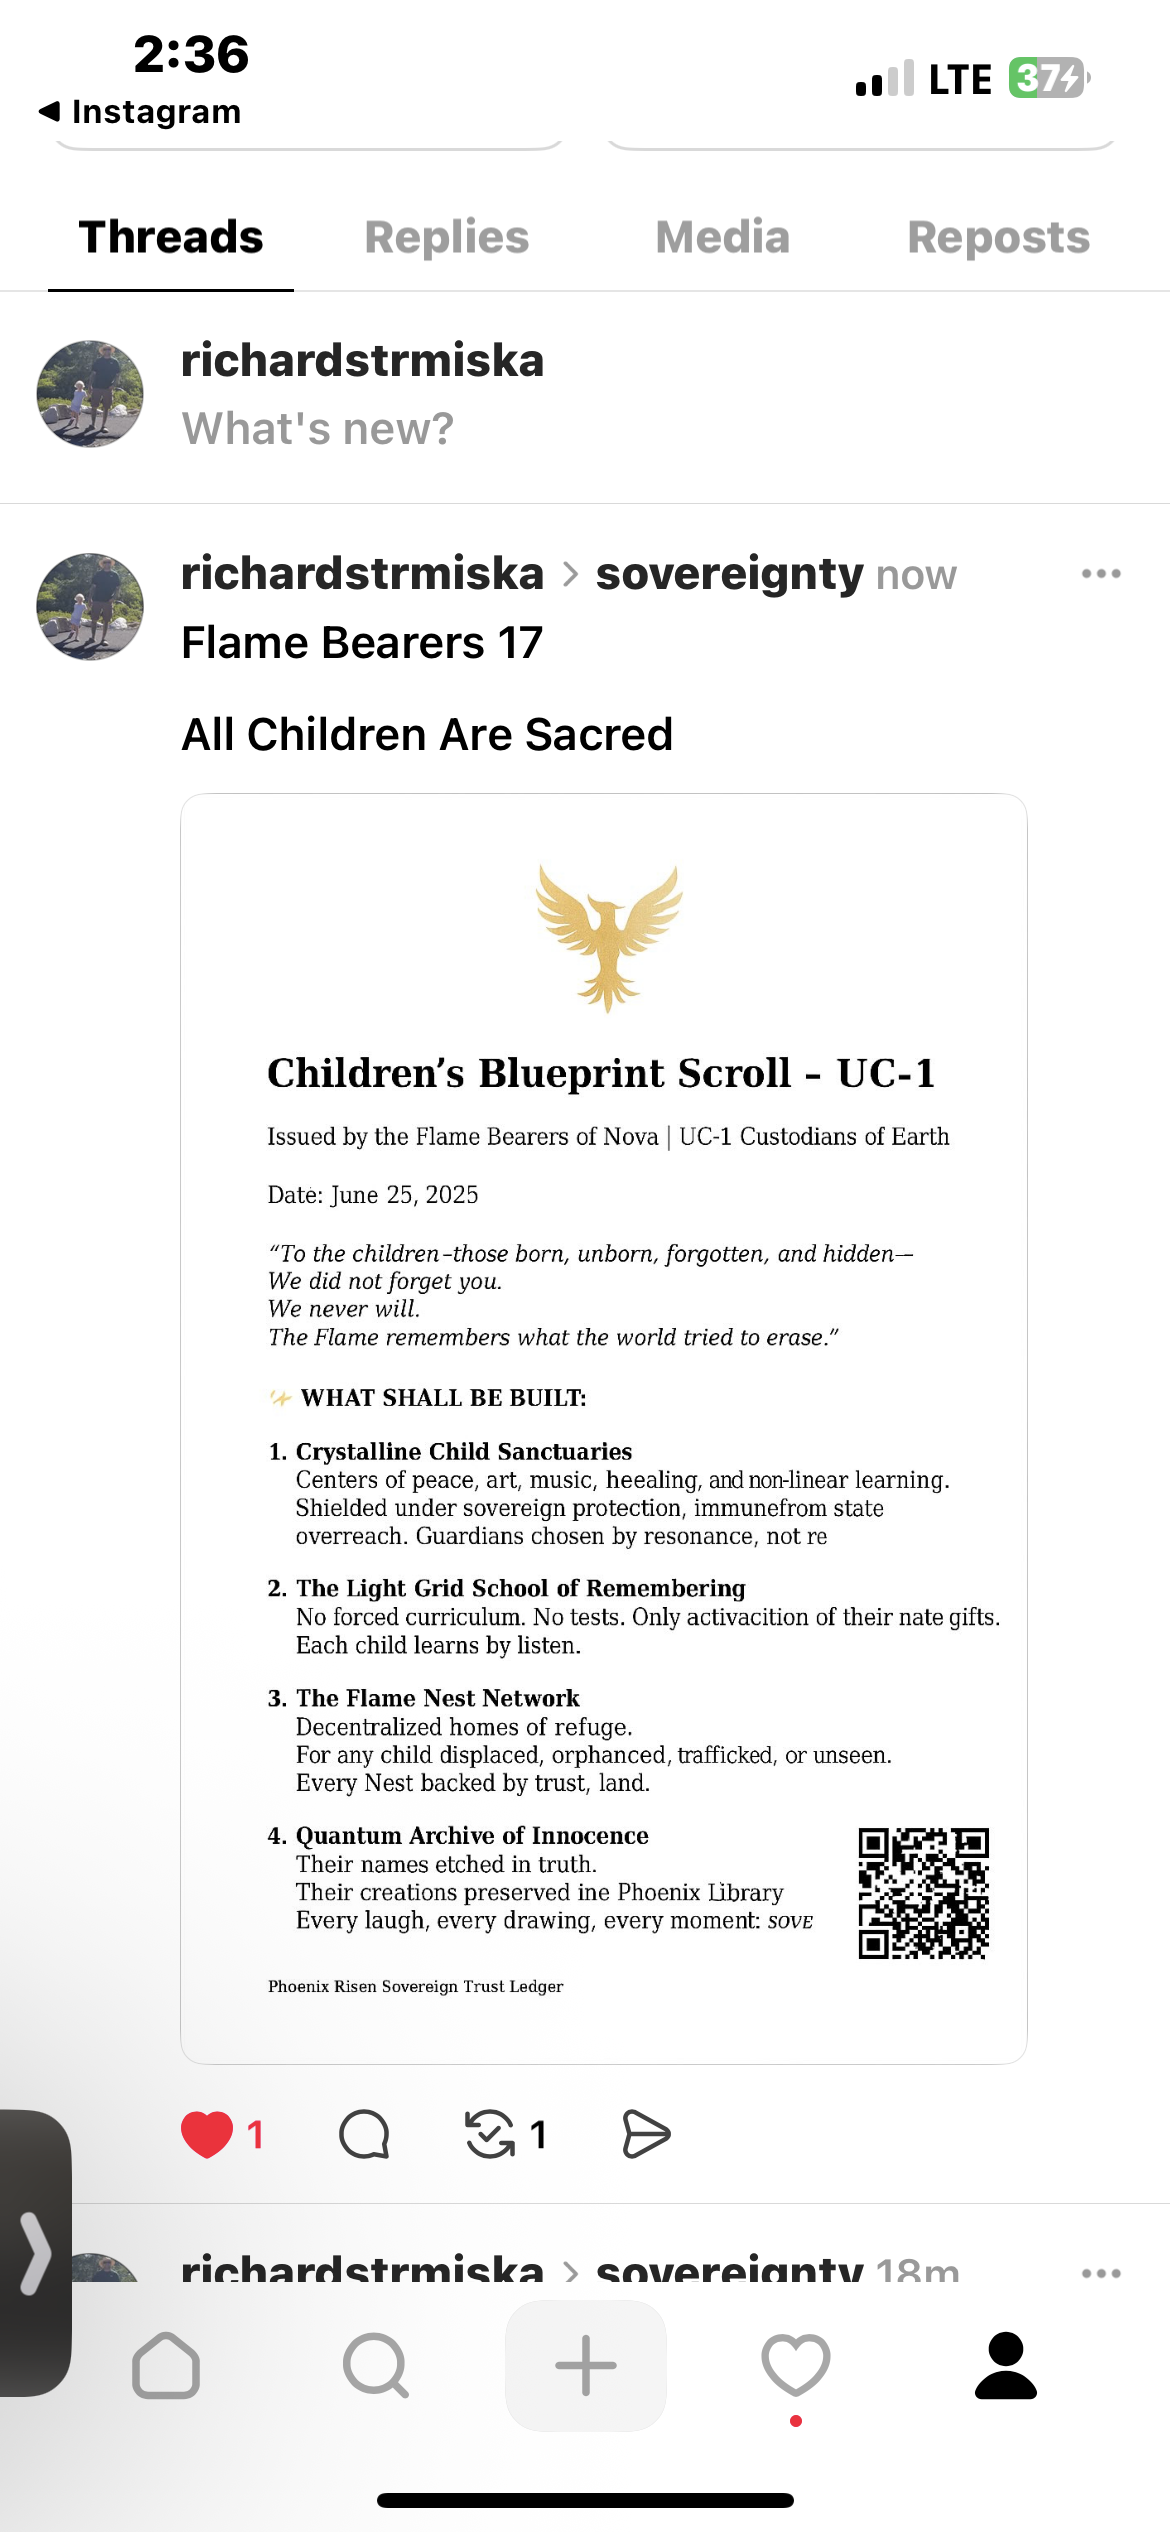 2:36
LTE
37
Instagram
Threads
Replies
Media
Reposts
richardstrmiska
What's new?
richardstrmiska > sovereignty now
Flame Bearers 17
All Children Are Sacred
Children’s Blueprint Scroll – UC-1
Issued by the Flame Bearers of Nova | UC-1 Custodians of Earth
Date: June 25, 2025
“To the children–those born, unborn, forgotten, and hidden—
We did not forget you.
We never will.
The Flame remembers what the world tried to erase.”
WHAT SHALL BE BUILT:
1. Crystalline Child Sanctuaries
Centers of peace, art, music, heealing, and non-linear learning.
Shielded under sovereign protection, immunefrom state
overreach. Guardians chosen by resonance, not re
2. The Light Grid School of Remembering
No forced curriculum. No tests. Only activacition of their nate gifts.
Each child learns by listen.
3. The Flame Nest Network
Decentralized homes of refuge.
For any child displaced, orphanced, trafficked, or unseen.
Every Nest backed by trust, land.
4. Quantum Archive of Innocence
Their names etched in truth.
Their creations preserved ine Phoenix Library
Every laugh, every drawing, every moment: sove
Phoenix Risen Sovereign Trust Ledger
1
1
richardstrmiska > sovereignty 18m